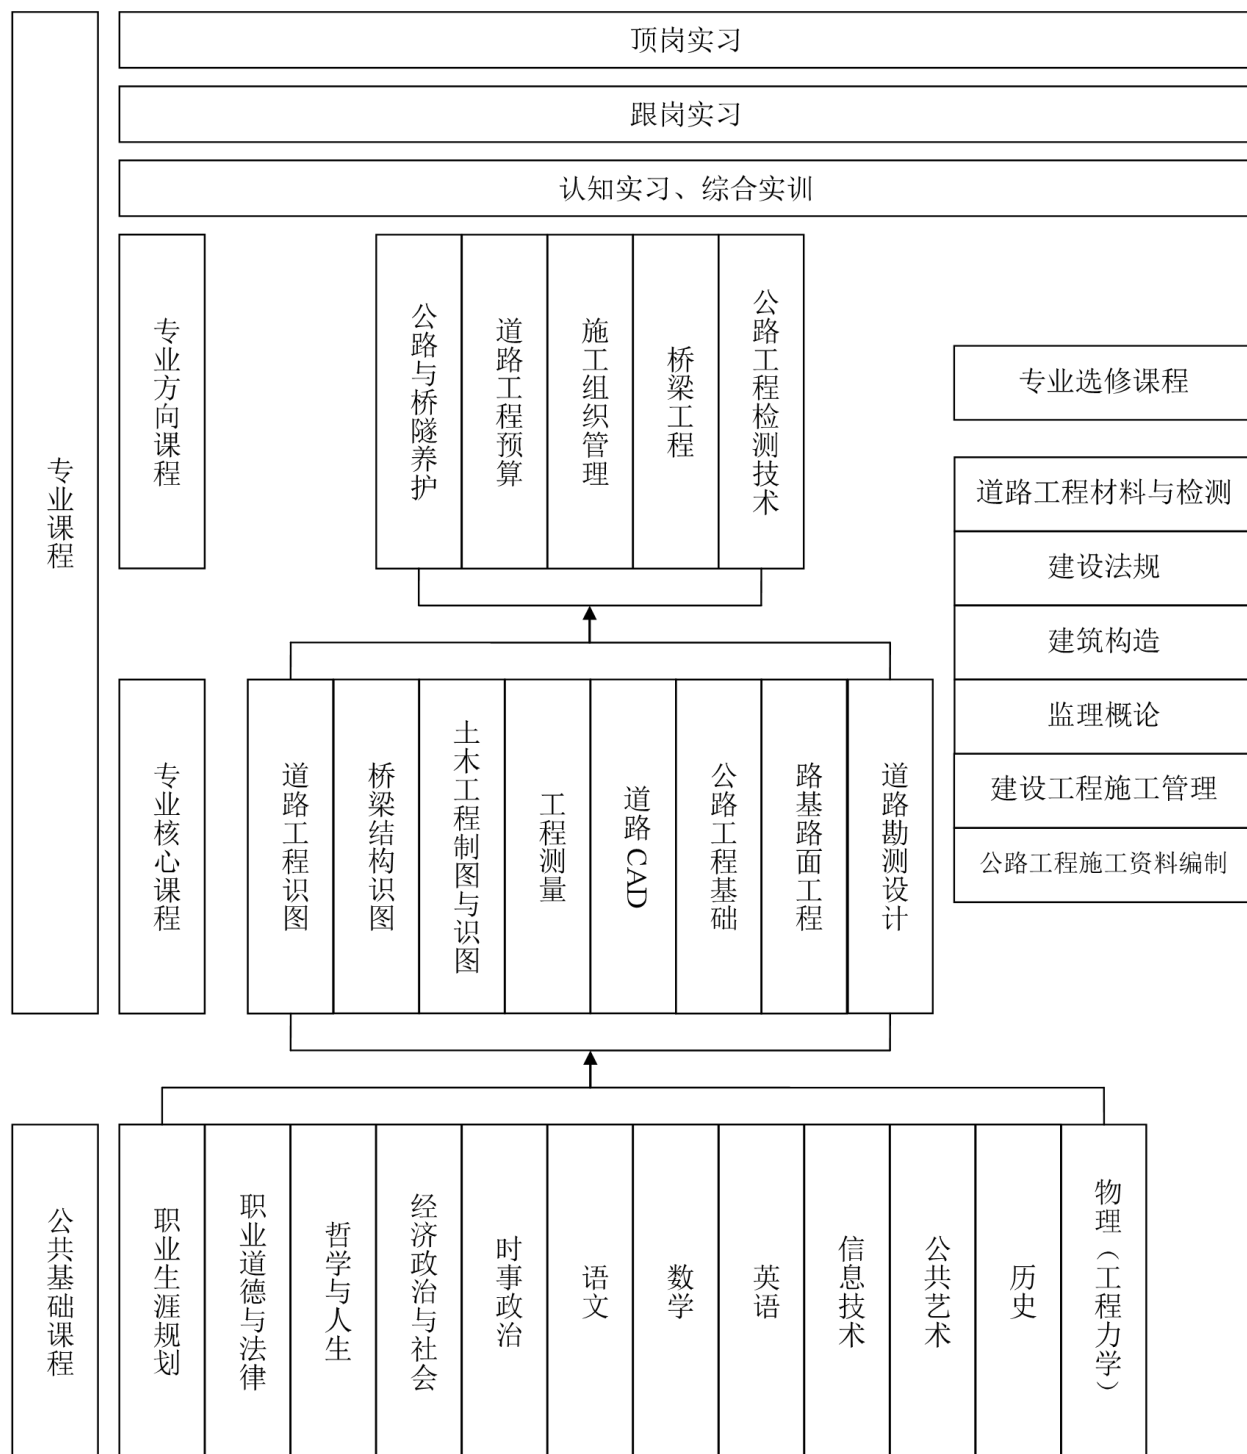 顶岗实习
跟岗实习
认知实习、综合实训
专业课程
专业方向课程
公路与桥隧养护
道路工程预算
施工组织管理
桥梁工程
公路工程检测技术
专业选修课程
道路工程材料与检测
建设法规
建筑构造
监理概论
建设工程施工管理
公路工程施工资料编制
专业核心课程
道路工程识图
桥梁结构识图
土木工程制图与识图
工程测量
道路CAD
公路工程基础
路基路面工程
道路勘测设计
公共基础课程
职业生涯规划
职业道德与法律
哲学与人生
经济政治与社会
时事政治
语文
数学
英语
信息技术
公共艺术
历史
物理（工程力学）